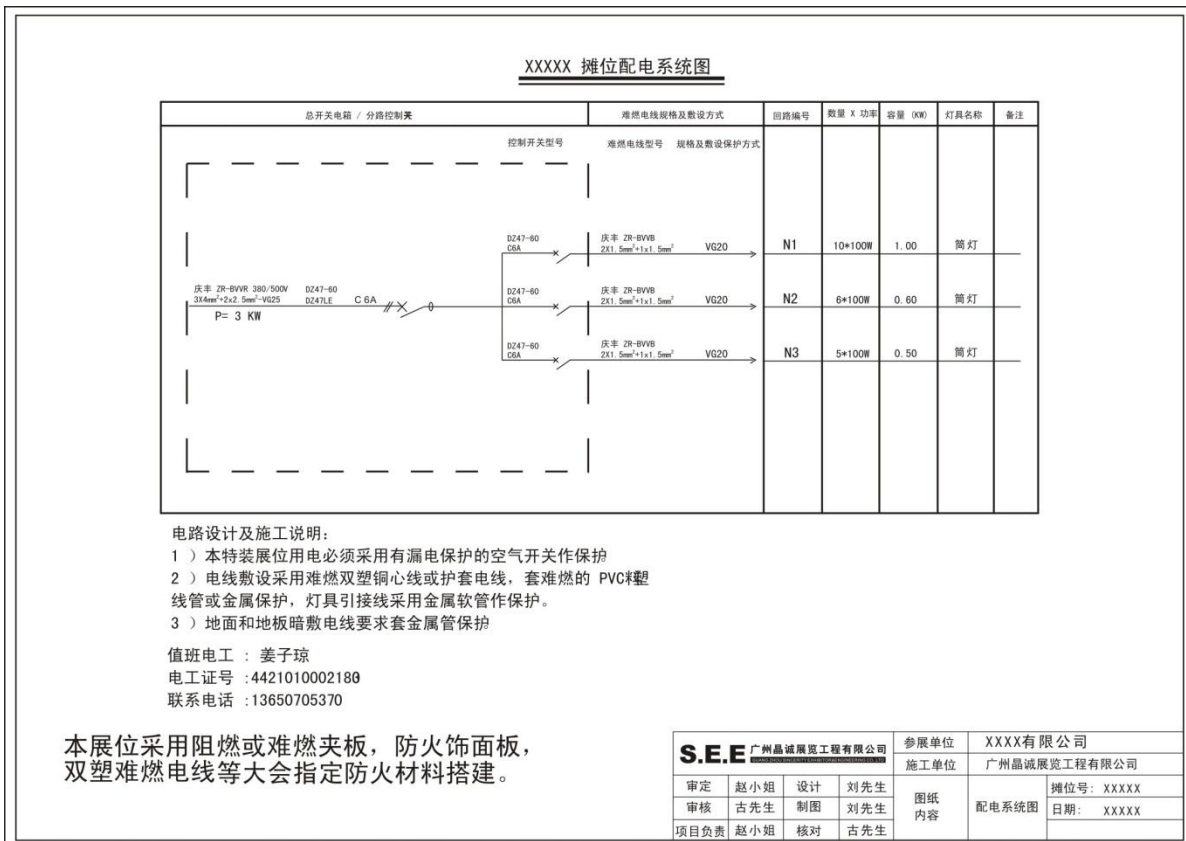 XXXXX 摊位配电系统图
总开关电箱 / 分路控制开关
难燃电线规格及敷设方式
回路编号
数量 X 功率
容量 (KW)
灯具名称
备注
控制开关型号
难燃电线型号 规格及敷设保护方式
DZ47-60
C6A
庆丰 ZR-BVVB
2X1.5mm²+1x1.5mm²
VG20
N1
10*100W
1.00
筒灯
庆丰 ZR-BVVR 380/500V
3X4mm²+2x2.5mm²-VG25
P= 3 KW
DZ47-60
DZ47LE
C 6A
DZ47-60
C6A
庆丰 ZR-BVVB
2X1.5mm²+1x1.5mm²
VG20
N2
6*100W
0.60
筒灯
DZ47-60
C6A
庆丰 ZR-BVVB
2X1.5mm²+1x1.5mm²
VG20
N3
5*100W
0.50
筒灯
电路设计及施工说明:
1 ）本特装展位用电必须采用有漏电保护的空气开关作保护
2 ）电线敷设采用难燃双塑铜心线或护套电线，套难燃的 PVC
线管或金属保护，灯具引接线采用金属软管作保护。
3 ）地面和地板暗敷电线要求套金属管保护
值班电工 : 姜子琼
电工证号 :
联系电话 :13650705370
本展位采用阻燃或难燃夹板，防火饰面板，
双塑难燃电线等大会指定防火材料搭建。
S.E.E 广州晶诚展览工程有限公司
参展单位 XXXX有限公司
施工单位 广州晶诚展览工程有限公司
审定 赵小姐 设计 刘先生
审核 古先生 制图 刘先生
项目负责 赵小姐 核对 古先生
图纸
内容
配电系统图
摊位号: XXXXX
日期: XXXXX